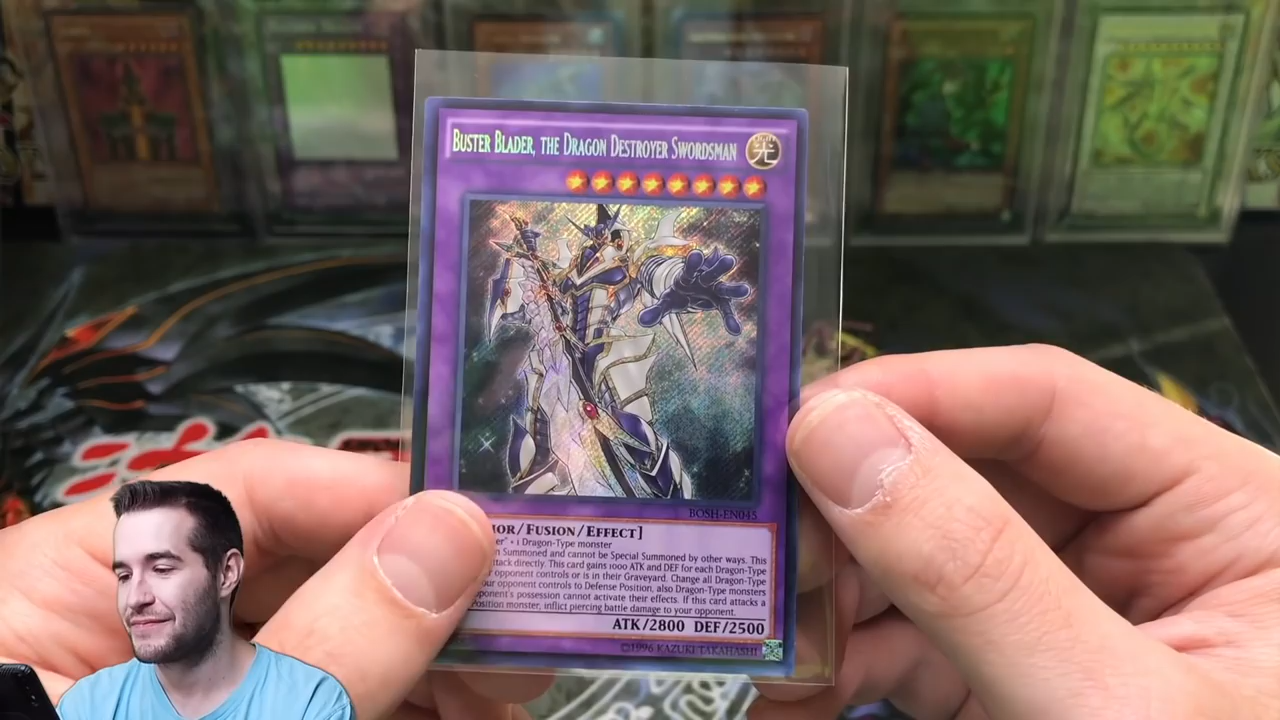 BUSTER BLADER, THE DRAGON DESTROYER SWORDSMAN
光
BOSH-EN045
IOR/FUSION/EFFECT]
er" + 1 Dragon-Type monster
n Summoned and cannot be Special Summoned by other ways. This
ttack directly. This card gains 1000 ATK and DEF for each Dragon-Type
opponent controls or is in their Graveyard. Change all Dragon-Type
our opponent controls to Defense Position, also Dragon-Type monsters
ponent's possession cannot activate their effects. If this card attacks a
Position monster, inflict piercing battle damage to your opponent.
ATK/2800 DEF/2500
©1996 KAZUKI TAKAHASHI